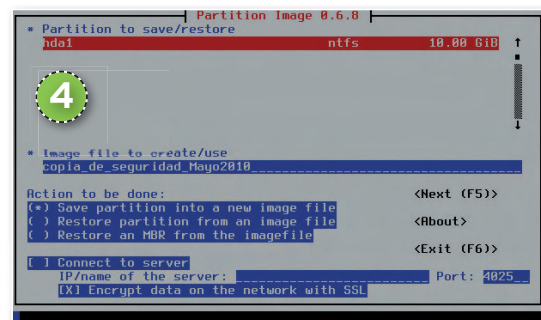 Partition Image 0.6.8
* Partition to save/restore
hda1 ntfs 10.00 GiB ↑
4
↓
* Image file to create/use
copia_de_seguridad_Mayo2010
Action to be done: <Next (F5)>
(*) Save partition into a new image file
( ) Restore partition from an image file <About>
( ) Restore an MBR from the imagefile
<Exit (F6)>
[ ] Connect to server
IP/name of the server: Port: 4025__
[X] Encrypt data on the network with SSL